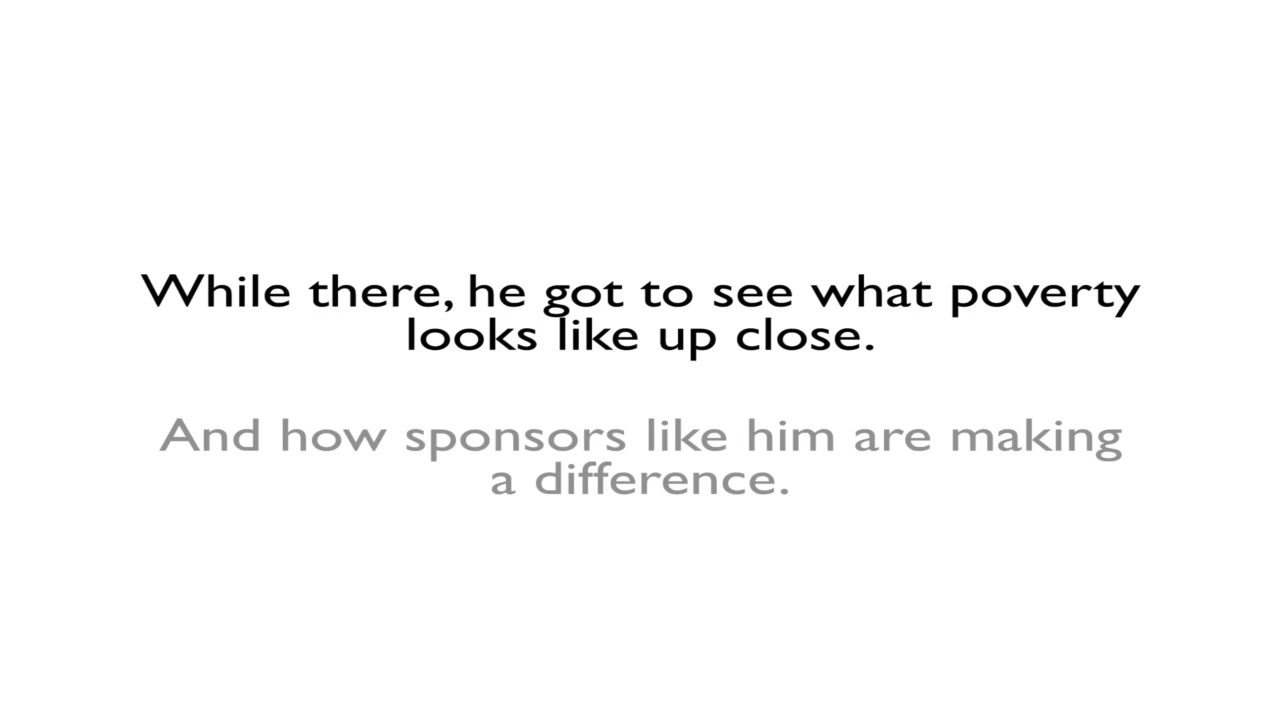 While there, he got to see what poverty
looks like up close.
And how sponsors like him are making
a difference.